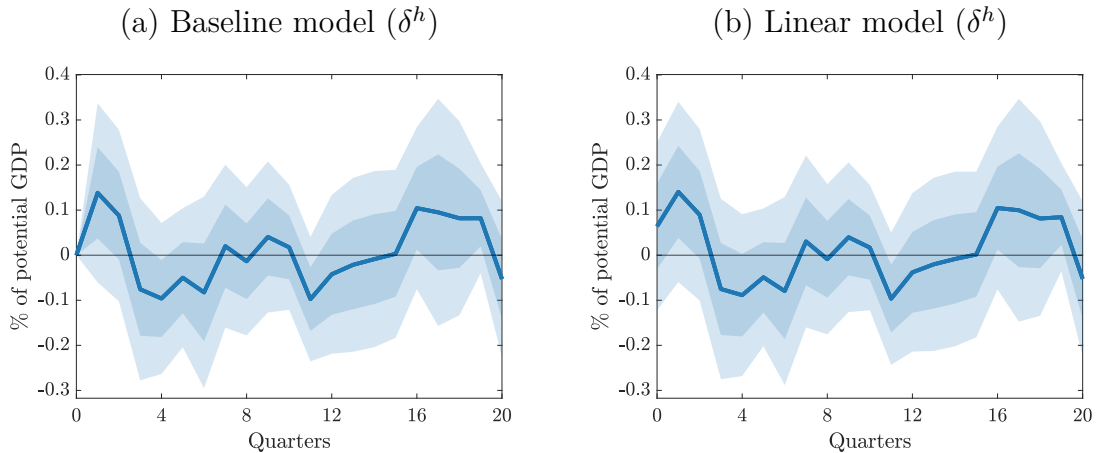 (a) Baseline model (δ^h)
% of potential GDP
0.4
0.3
0.2
0.1
0
-0.1
-0.2
-0.3
0 4 8 12 16 20
Quarters
(b) Linear model (δ^h)
% of potential GDP
0.4
0.3
0.2
0.1
0
-0.1
-0.2
-0.3
0 4 8 12 16 20
Quarters